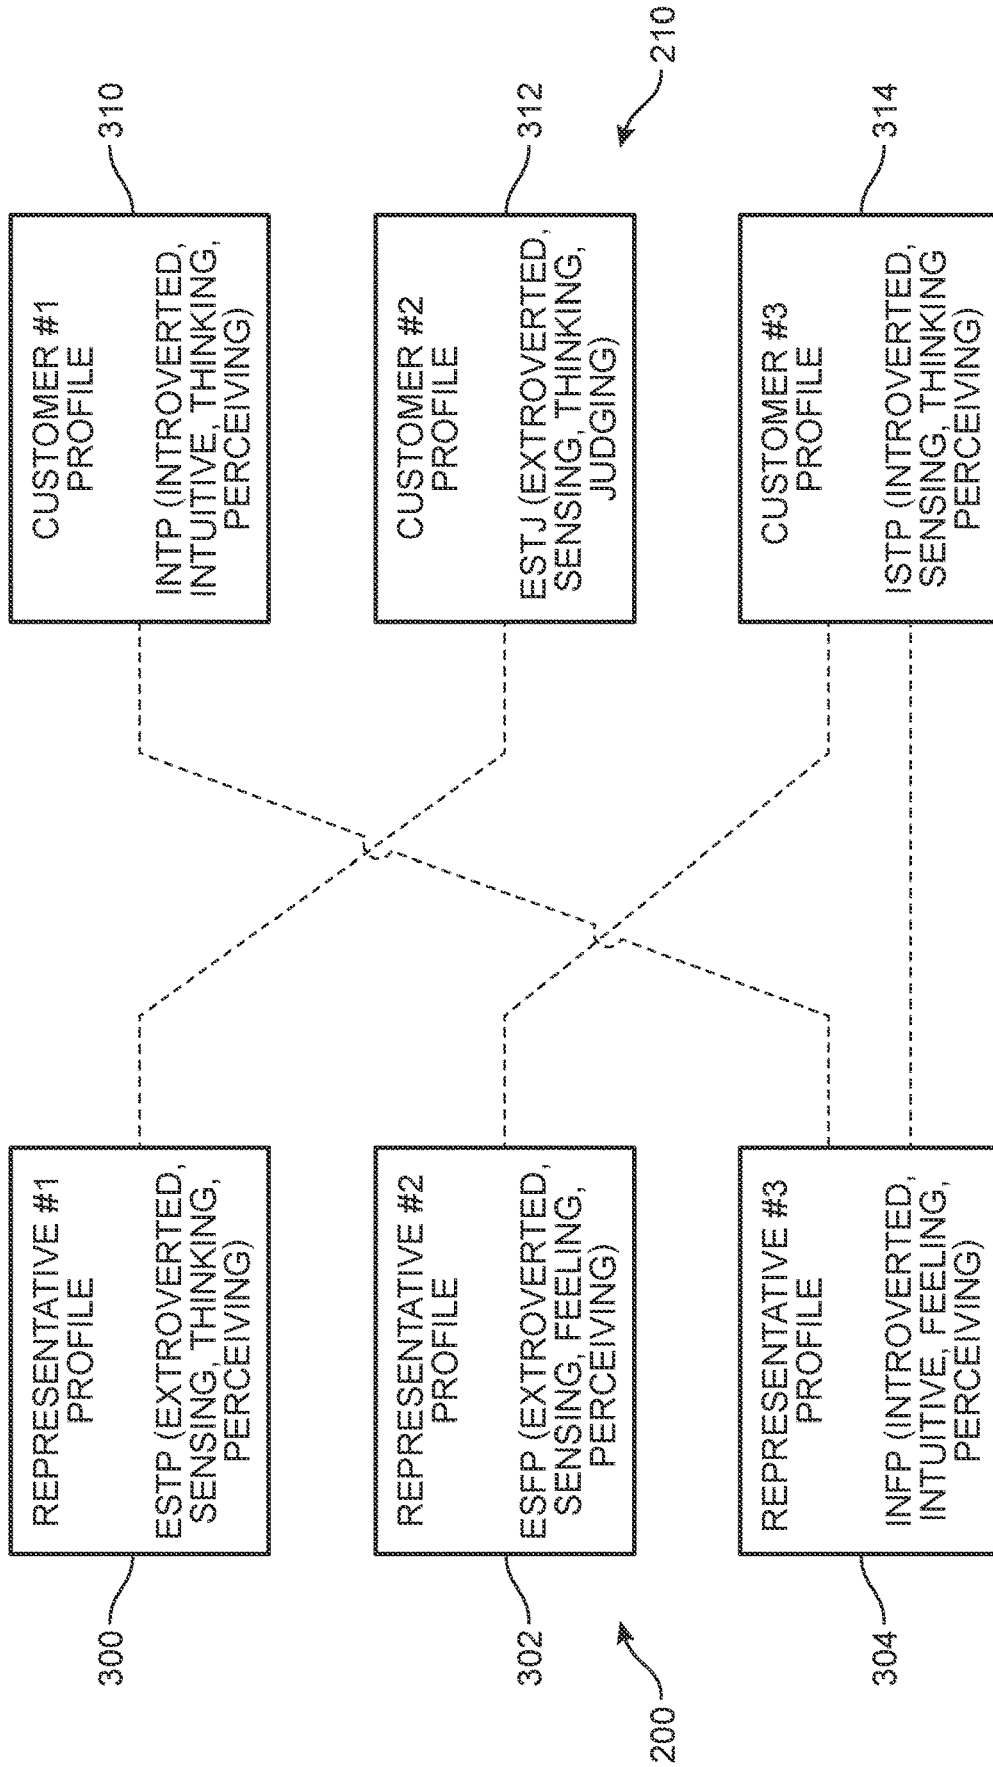 REPRESENTATIVE #1
PROFILE
ESTP (EXTROVERTED,
SENSING, THINKING,
PERCEIVING)
300
CUSTOMER #1
PROFILE
INTP (INTROVERTED,
INTUITIVE, THINKING,
PERCEIVING)
310
REPRESENTATIVE #2
PROFILE
ESFP (EXTROVERTED,
SENSING, FEELING,
PERCEIVING)
302
CUSTOMER #2
PROFILE
ESTJ (EXTROVERTED,
SENSING, THINKING,
JUDGING)
312
200
210
REPRESENTATIVE #3
PROFILE
INFP (INTROVERTED,
INTUITIVE, FEELING,
PERCEIVING)
304
CUSTOMER #3
PROFILE
ISTP (INTROVERTED,
SENSING, THINKING
PERCEIVING)
314